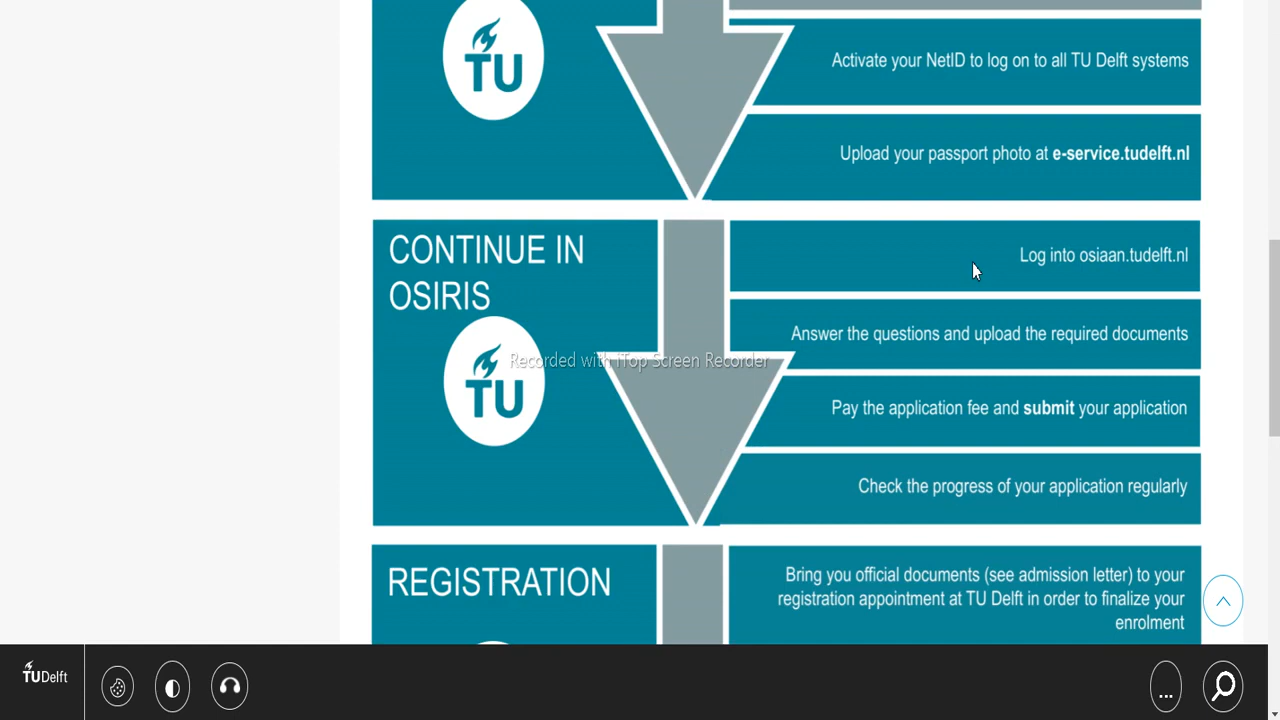 TU
Activate your NetID to log on to all TU Delft systems
Upload your passport photo at e-service.tudelft.nl
CONTINUE IN
OSIRIS
TU
Log into osiaan.tudelft.nl
Answer the questions and upload the required documents
Recorded with iTop Screen Recorder
Pay the application fee and submit your application
Check the progress of your application regularly
REGISTRATION
Bring you official documents (see admission letter) to your
registration appointment at TU Delft in order to finalize your
enrolment
TUDelft
...